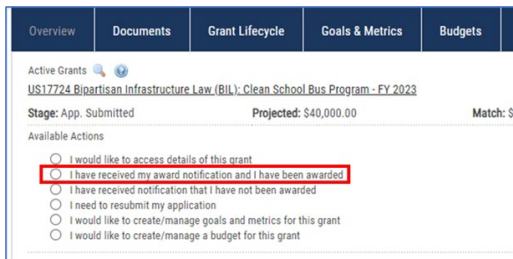 Overview Documents Grant Lifecycle Goals & Metrics Budgets
Active Grants
US17724 Bipartisan Infrastructure Law (BIL): Clean School Bus Program - FY 2023
Stage: App. Submitted Projected: $40,000.00 Match: $
Available Actions
I would like to access details of this grant
I have received my award notification and I have been awarded
I have received notification that I have not been awarded
I need to resubmit my application
I would like to create/manage goals and metrics for this grant
I would like to create/manage a budget for this grant